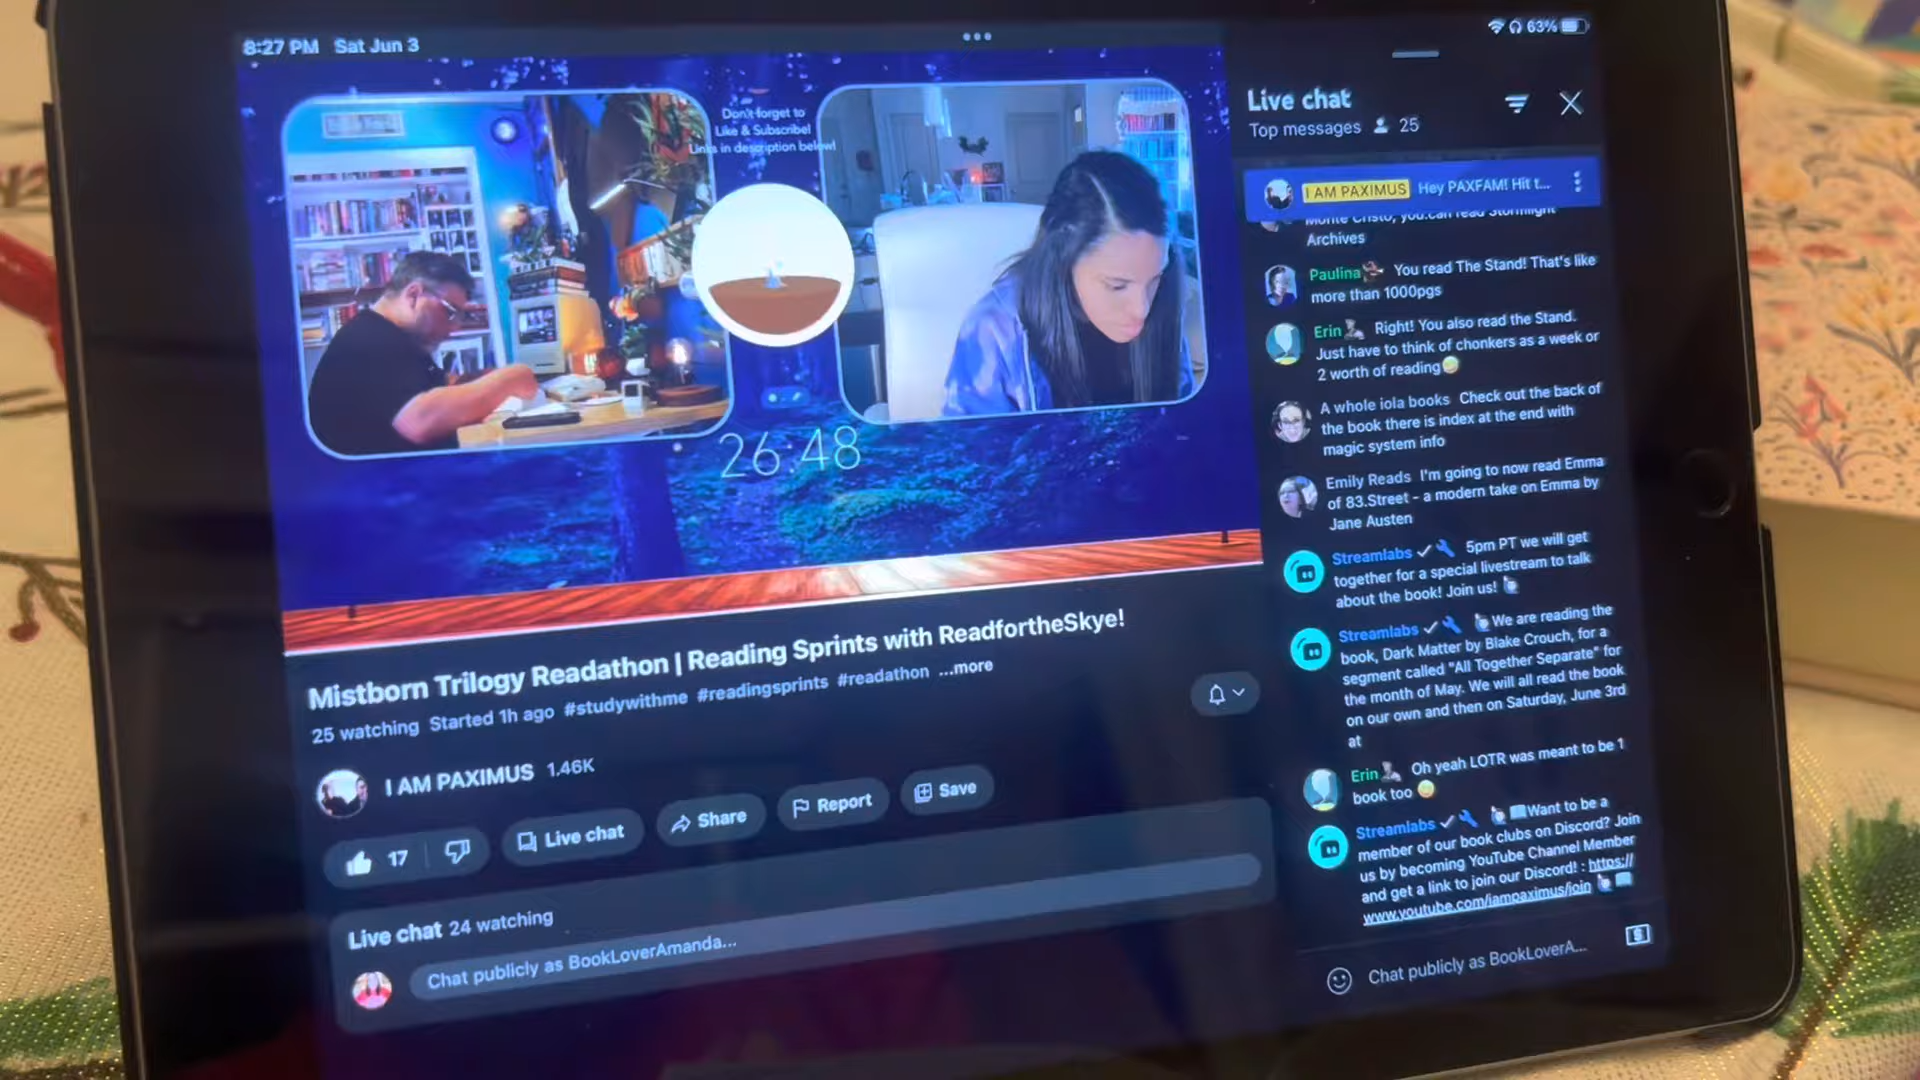 8:27 PM Sat Jun 3
63%
Don't forget to
Like & Subscribe!
Links in description below!
26:48
Mistborn Trilogy Readathon | Reading Sprints with ReadfortheSkye!
25 watching Started 1h ago #studywithme #readingsprints #readathon ...more
I AM PAXIMUS 1.46K
17
Live chat
Share
Report
Save
Live chat 24 watching
Chat publicly as BookLoverAmanda...
Live chat
Top messages 25
I AM PAXIMUS Hey PAXFAM! Hit t...
Monte Cristo, you can read Stormlight
Archives
Paulina You read The Stand! That's like
more than 1000pgs
Erin Right! You also read the Stand.
Just have to think of chonkers as a week or
2 worth of reading
A whole iola books Check out the back of
the book there is index at the end with
magic system info
Emily Reads I'm going to now read Emma
of 83.Street - a modern take on Emma by
Jane Austen
Streamlabs 5pm PT we will get
together for a special livestream to talk
about the book! Join us!
Streamlabs We are reading the
book, Dark Matter by Blake Crouch, for a
segment called "All Together Separate" for
the month of May. We will all read the book
on our own and then on Saturday, June 3rd
at
Erin Oh yeah LOTR was meant to be 1
book too
Streamlabs Want to be a
member of our book clubs on Discord? Join
us by becoming YouTube Channel Member
and get a link to join our Discord! : https://
www.youtube.com/iampaximus/join
Chat publicly as BookLoverA...